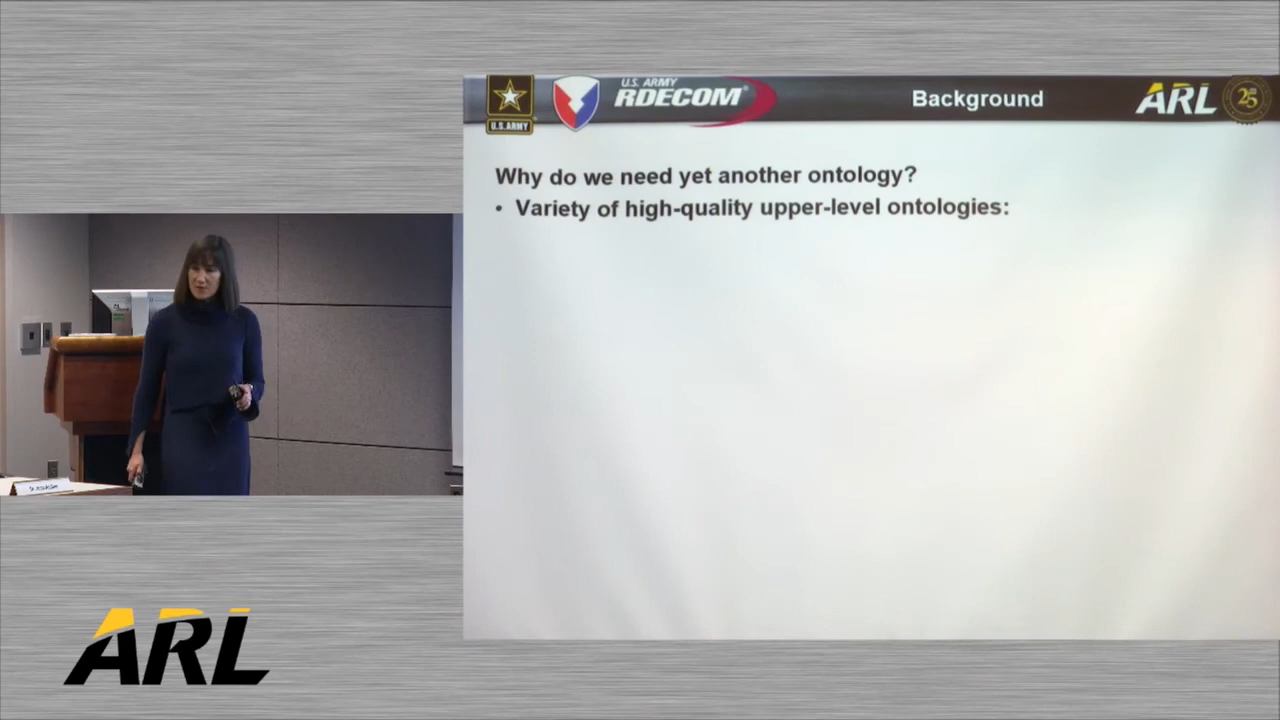 U.S. ARMY
U.S. ARMY
RDECOM
Background
ARL
25
Why do we need yet another ontology?
• Variety of high-quality upper-level ontologies:
ARL